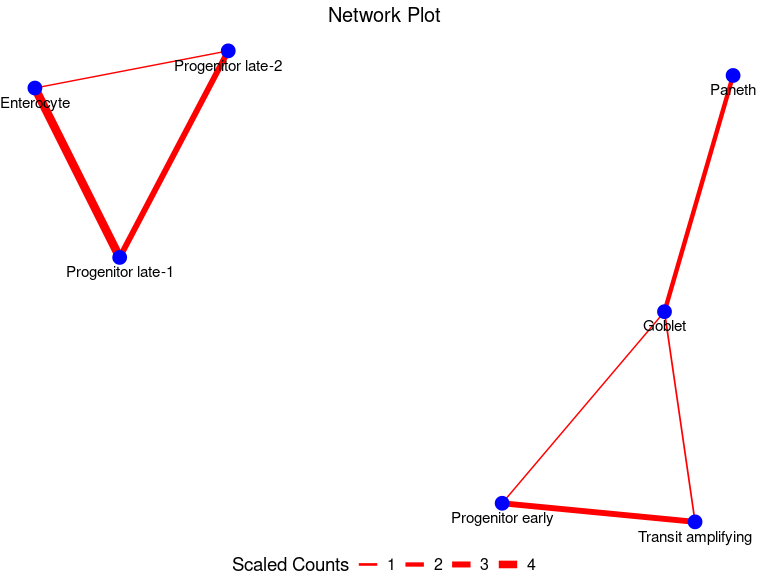 Network Plot
Progenitor late-2
Enterocyte
Paneth
Progenitor late-1
Goblet
Progenitor early
Transit amplifying
Scaled Counts 1 2 3 4